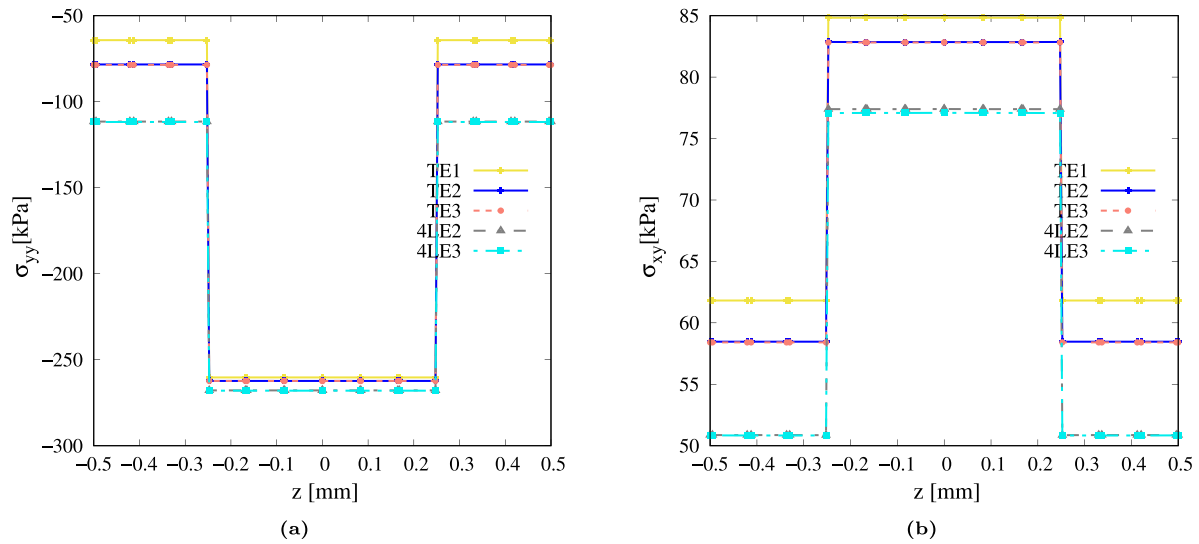 −50
−100
−150
−200
−250
−300
σyy[kPa]
TE1
TE2
TE3
4LE2
4LE3
−0.5 −0.4 −0.3 −0.2 −0.1 0 0.1 0.2 0.3 0.4 0.5
z [mm]
(a)
85
80
75
70
65
60
55
50
σxy[kPa]
TE1
TE2
TE3
4LE2
4LE3
−0.5 −0.4 −0.3 −0.2 −0.1 0 0.1 0.2 0.3 0.4 0.5
z [mm]
(b)